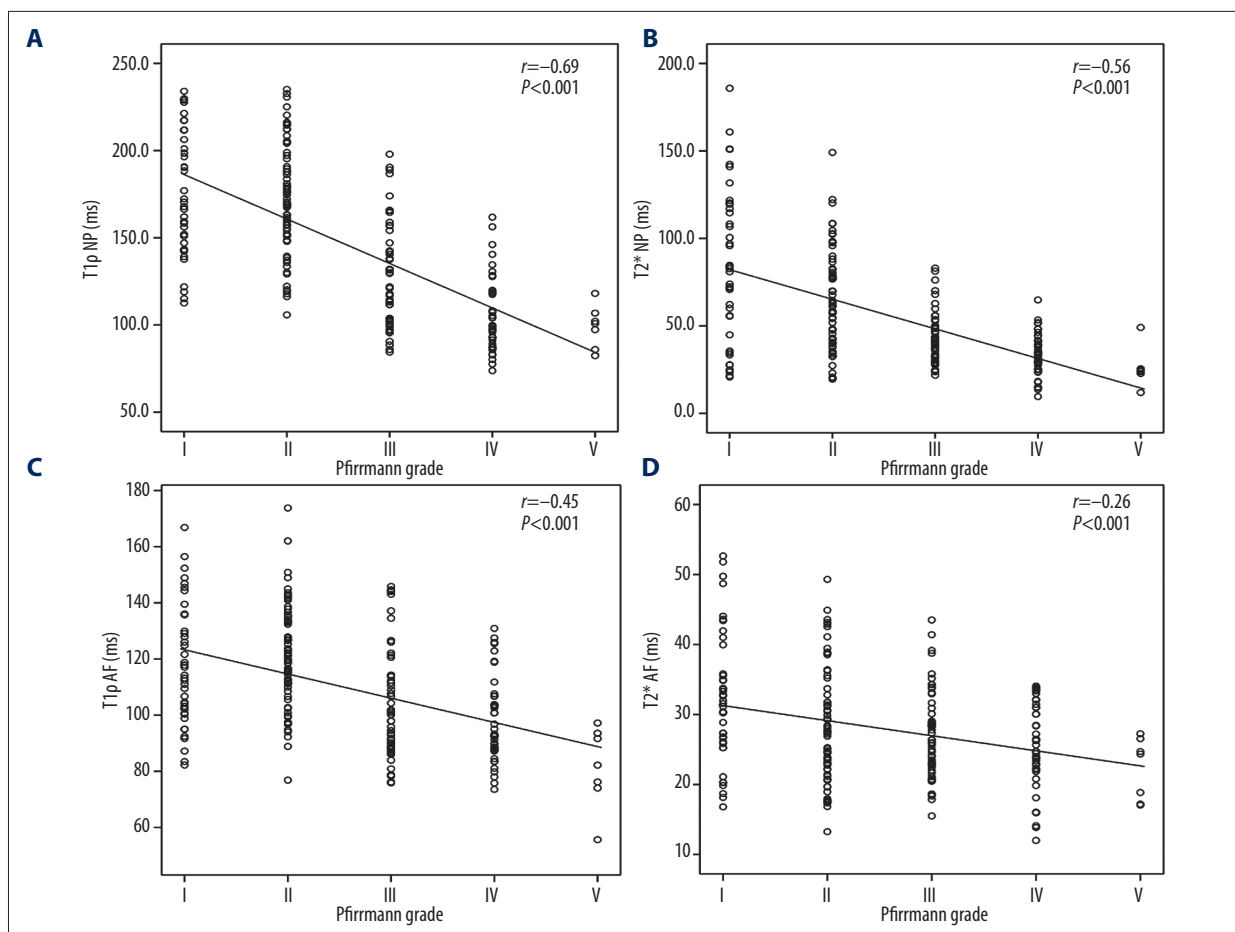 A
r=−0.69
P<0.001
250.0
200.0
150.0
100.0
50.0
T1ρ NP (ms)
I II III IV V
Pfirrmann grade
B
r=−0.56
P<0.001
200.0
150.0
100.0
50.0
0.0
T2* NP (ms)
I II III IV V
Pfirrmann grade
C
r=−0.45
P<0.001
180
160
140
120
100
80
60
T1ρ AF (ms)
I II III IV V
Pfirrmann grade
D
r=−0.26
P<0.001
60
50
40
30
20
10
T2* AF (ms)
I II III IV V
Pfirrmann grade